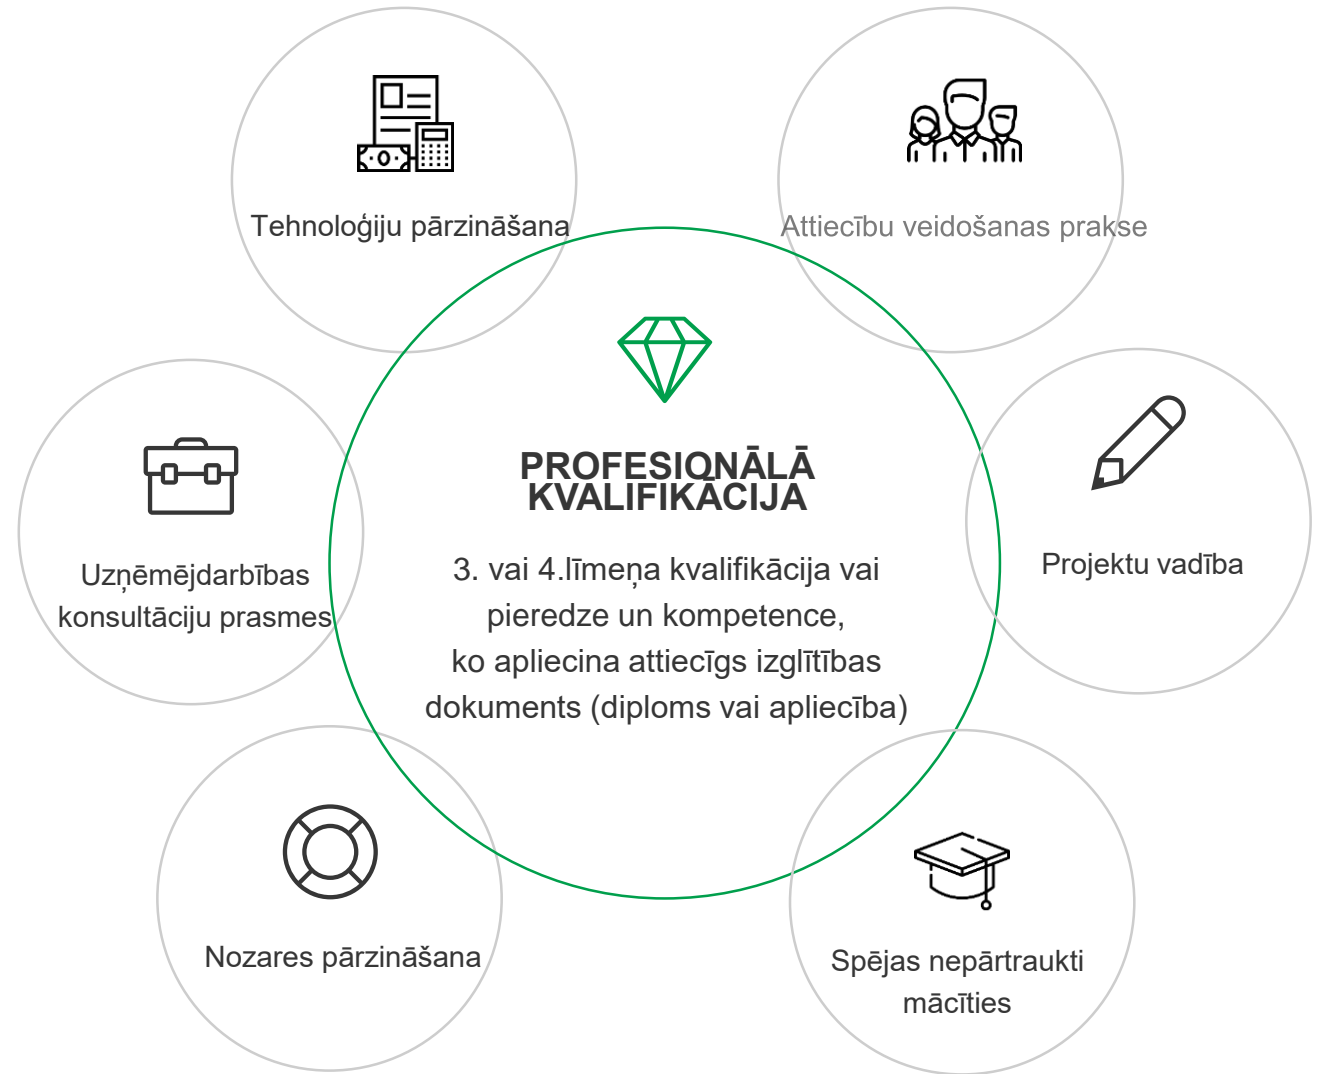 Tehnoloģiju pārzināšana
Attiecību veidošanas prakse
PROFESIONĀLĀ
KVALIFIKĀCIJA
3. vai 4.līmeņa kvalifikācija vai
pieredze un kompetence,
ko apliecina attiecīgs izglītības
dokuments (diploms vai apliecība)
Uzņēmējdarbības
konsultāciju prasmes
Projektu vadība
Nozares pārzināšana
Spējas nepārtraukti
mācīties